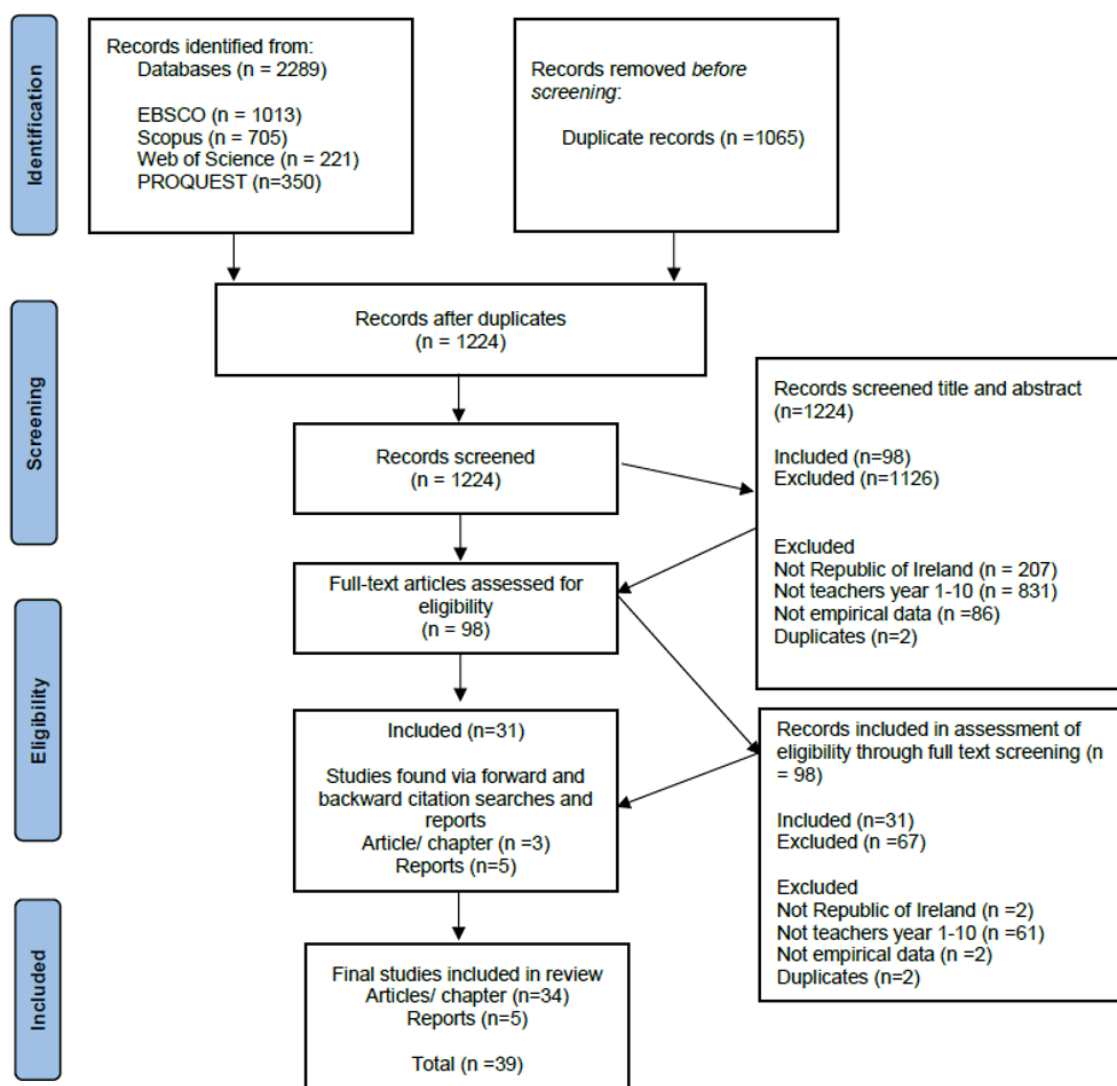 Identification
Records identified from:
Databases (n = 2289)
EBSCO (n = 1013)
Scopus (n = 705)
Web of Science (n = 221)
PROQUEST (n=350)
Records removed before
screening:
Duplicate records (n =1065)
Screening
Records after duplicates
(n = 1224)
Records screened
(n = 1224)
Records screened title and abstract
(n=1224)
Included (n=98)
Excluded (n=1126)
Excluded
Not Republic of Ireland (n = 207)
Not teachers year 1-10 (n = 831)
Not empirical data (n =86)
Duplicates (n=2)
Eligibility
Full-text articles assessed for
eligibility
(n = 98)
Included (n=31)
Studies found via forward and
backward citation searches and
reports
Article/ chapter (n =3)
Reports (n=5)
Records included in assessment of
eligibility through full text screening (n
= 98)
Included (n=31)
Excluded (n =67)
Excluded
Not Republic of Ireland (n =2)
Not teachers year 1-10 (n =61)
Not empirical data (n =2)
Duplicates (n=2)
Included
Final studies included in review
Articles/ chapter (n=34)
Reports (n=5)
Total (n =39)